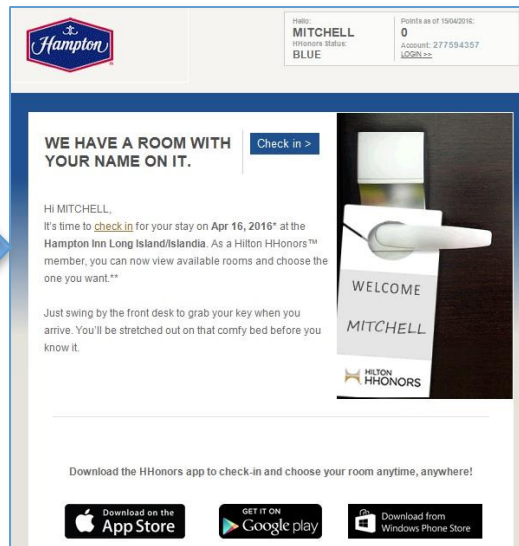 Hampton
Hello:
MITCHELL
HHonors Status:
BLUE
Points as of 15/04/2016:
0
Account: 277594357
LOGIN >>
WE HAVE A ROOM WITH
YOUR NAME ON IT.
Check in >
Hi MITCHELL,
It's time to check in for your stay on Apr 16, 2016* at the
Hampton Inn Long Island/Islandia. As a Hilton HHonors™
member, you can now view available rooms and choose the
one you want.**
Just swing by the front desk to grab your key when you
arrive. You'll be stretched out on that comfy bed before you
know it.
WELCOME
MITCHELL
HILTON
HHONORS
Download the HHonors app to check-in and choose your room anytime, anywhere!
Download on the
App Store
GET IT ON
Google play
Download from
Windows Phone Store